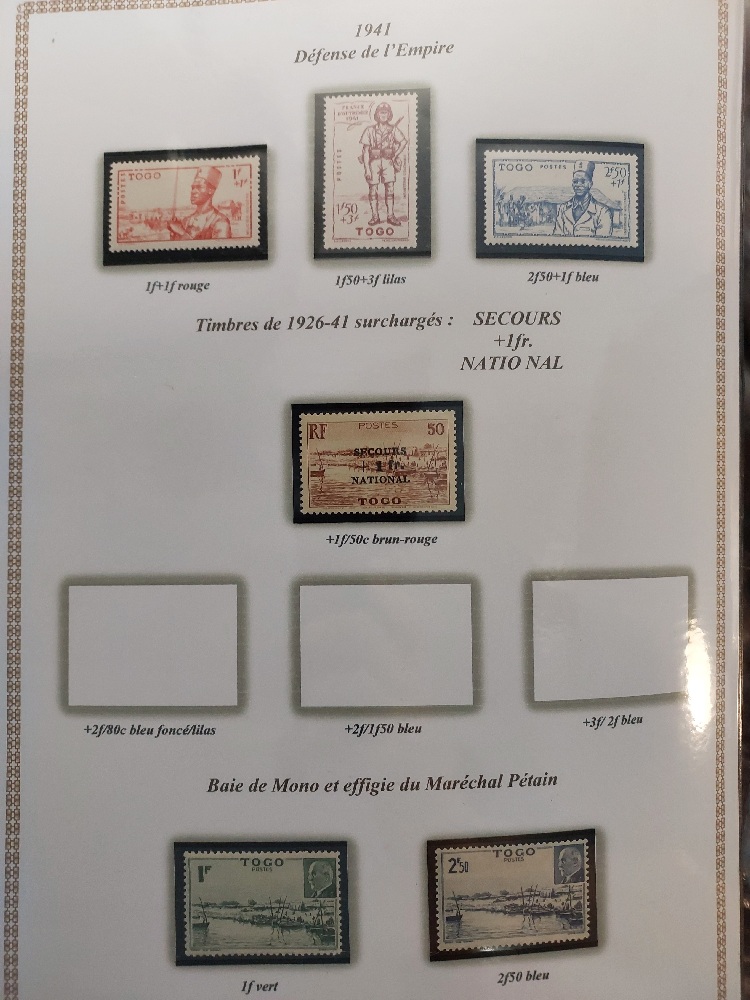 1941
Défense de l'Empire
POSTES
TOGO
1F
+1F
FRANCE
D'OUTREMER
1941
POSTES
1F50
+3F
TOGO
TOGO POSTES
2F50
+1F
1f+1f rouge
1f50+3f lilas
2f50+1f bleu
Timbres de 1926-41 surchargés : SECOURS
+1fr.
NATIO NAL
RF POSTES 50
SECOURS
+ 1 fr.
NATIONAL
TOGO
+1f/50c brun-rouge
+2f/80c bleu foncé/lilas
+2f/1f50 bleu
+3f/ 2f bleu
Baie de Mono et effigie du Maréchal Pétain
1F
TOGO
POSTES
2F50
TOGO
POSTES
1f vert
2f50 bleu